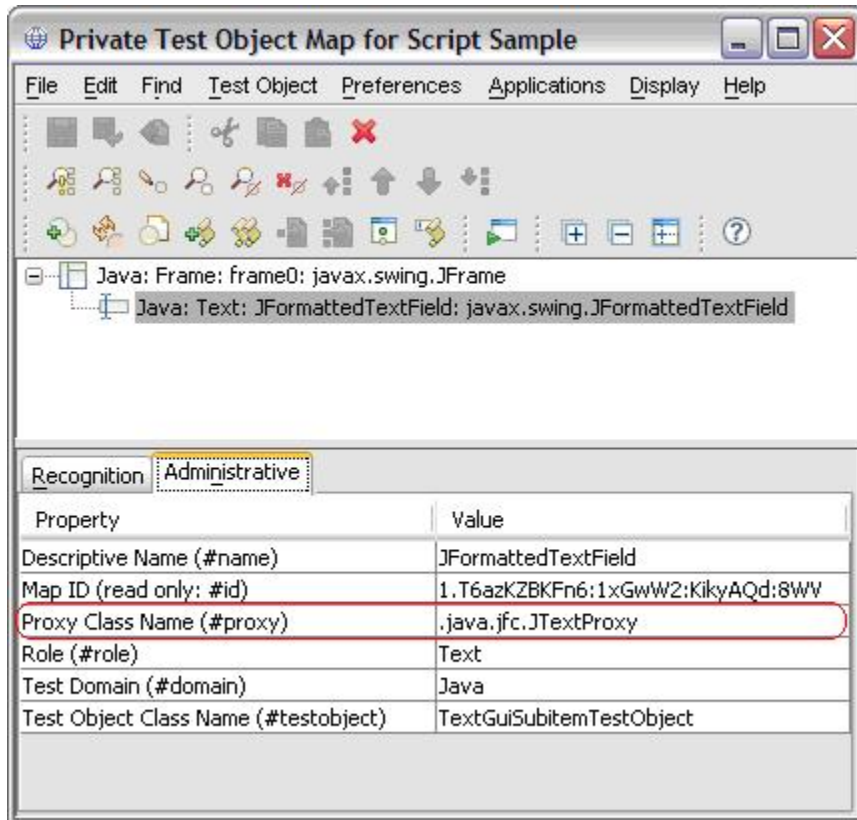 Private Test Object Map for Script Sample
File Edit Find Test Object Preferences Applications Display Help
Java: Frame: frame0: javax.swing.JFrame
Java: Text: JFormattedTextField: javax.swing.JFormattedTextField
Recognition Administrative
Property Value
Descriptive Name (#name) JFormattedTextField
Map ID (read only: #id) 1.T6azKZBKFn6:1xGwW2:KikyAQd:8WV
Proxy Class Name (#proxy) .java.jfc.JTextProxy
Role (#role) Text
Test Domain (#domain) Java
Test Object Class Name (#testobject) TextGuiSubitemTestObject